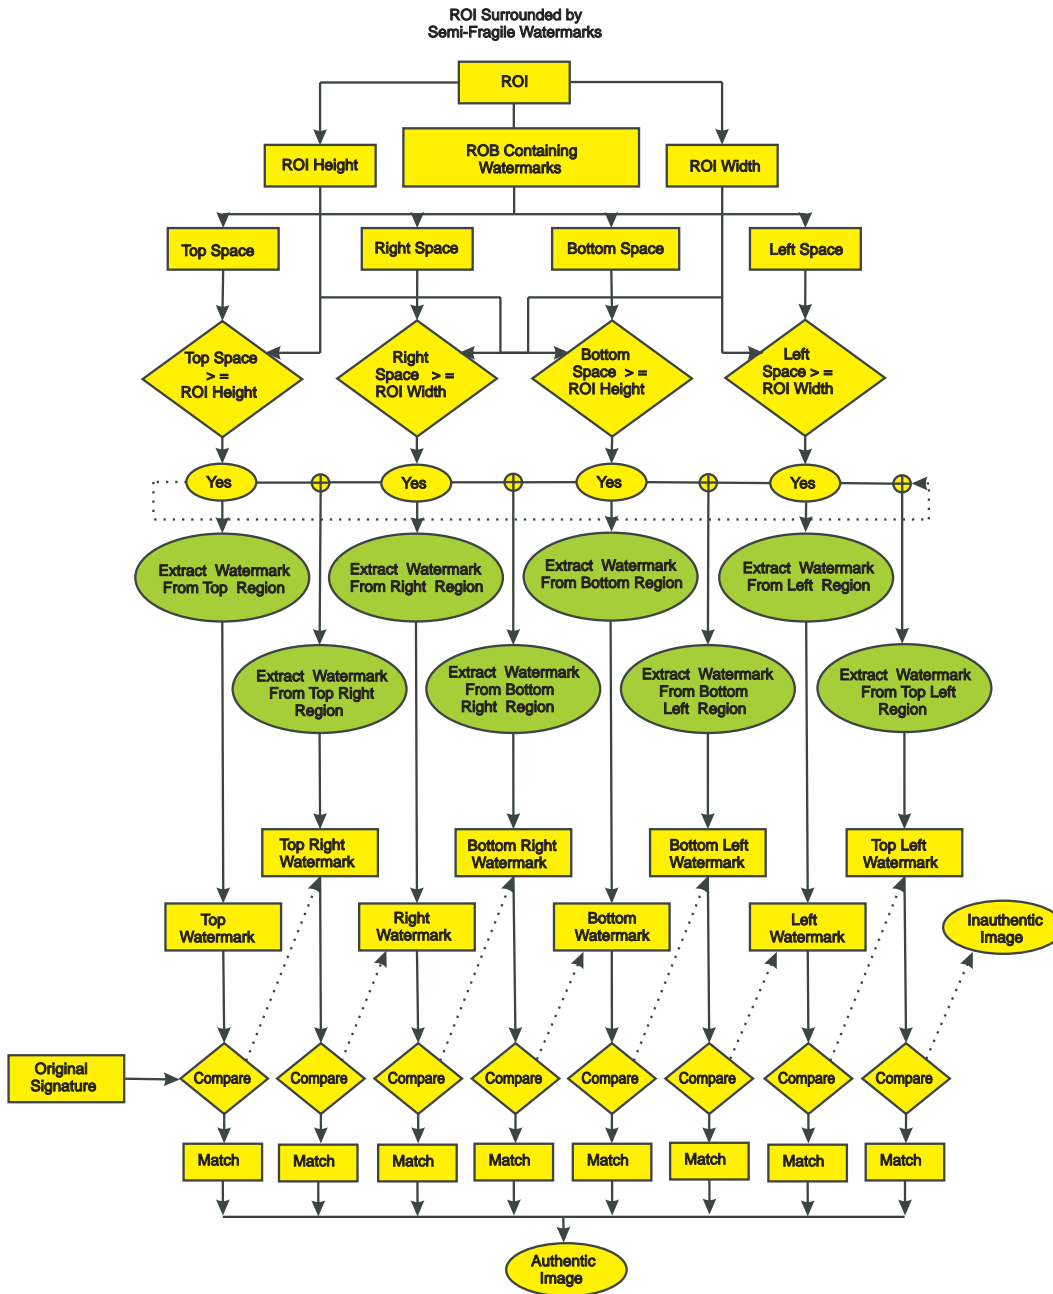 ROI Surrounded by
Semi-Fragile Watermarks
ROI
ROI Height
ROB Containing
Watermarks
ROI Width
Top Space
Right Space
Bottom Space
Left Space
Top Space
> =
ROI Height
Right
Space > =
ROI Width
Bottom
Space > =
ROI Height
Left
Space > =
ROI Width
Yes
Yes
Yes
Yes
Extract Watermark
From Top Region
Extract Watermark
From Right Region
Extract Watermark
From Bottom Region
Extract Watermark
From Left Region
Extract Watermark
From Top Right
Region
Extract Watermark
From Bottom
Right Region
Extract Watermark
From Bottom
Left Region
Extract Watermark
From Top Left
Region
Top Right
Watermark
Bottom Right
Watermark
Bottom Left
Watermark
Top Left
Watermark
Top
Watermark
Right
Watermark
Bottom
Watermark
Left
Watermark
Inauthentic
Image
Original
Signature
Compare
Compare
Compare
Compare
Compare
Compare
Compare
Compare
Match
Match
Match
Match
Match
Match
Match
Match
Authentic
Image